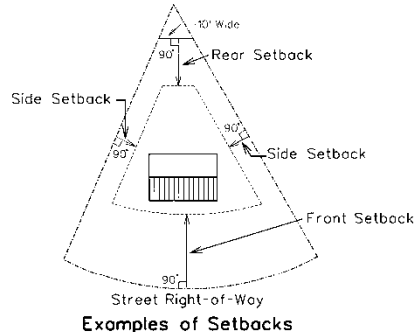 10' Wide
90°
Rear Setback
Side Setback
90°
90°
Side Setback
Front Setback
90°
Street Right-of-Way
Examples of Setbacks